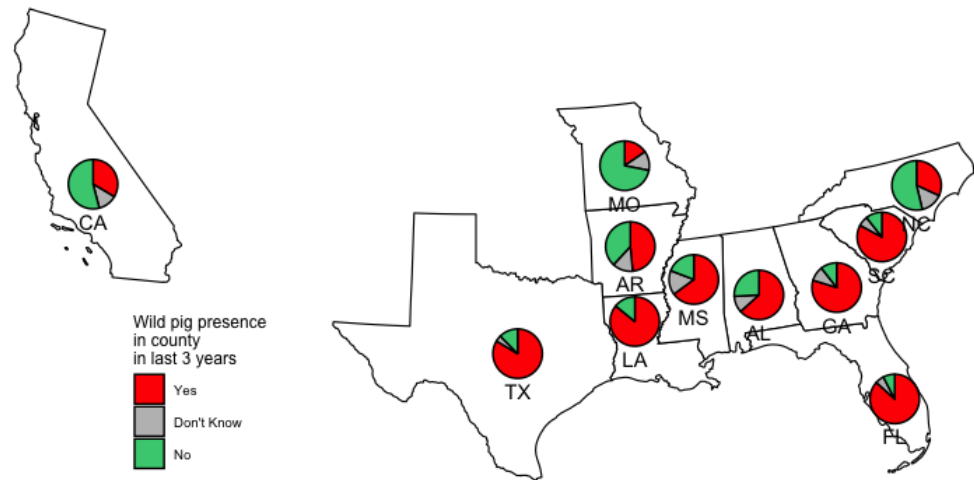 MO
NC
CA
AR
SC
MS
GA
AL
LA
TX
FL
Wild pig presence
in county
in last 3 years
Yes
Don't Know
No